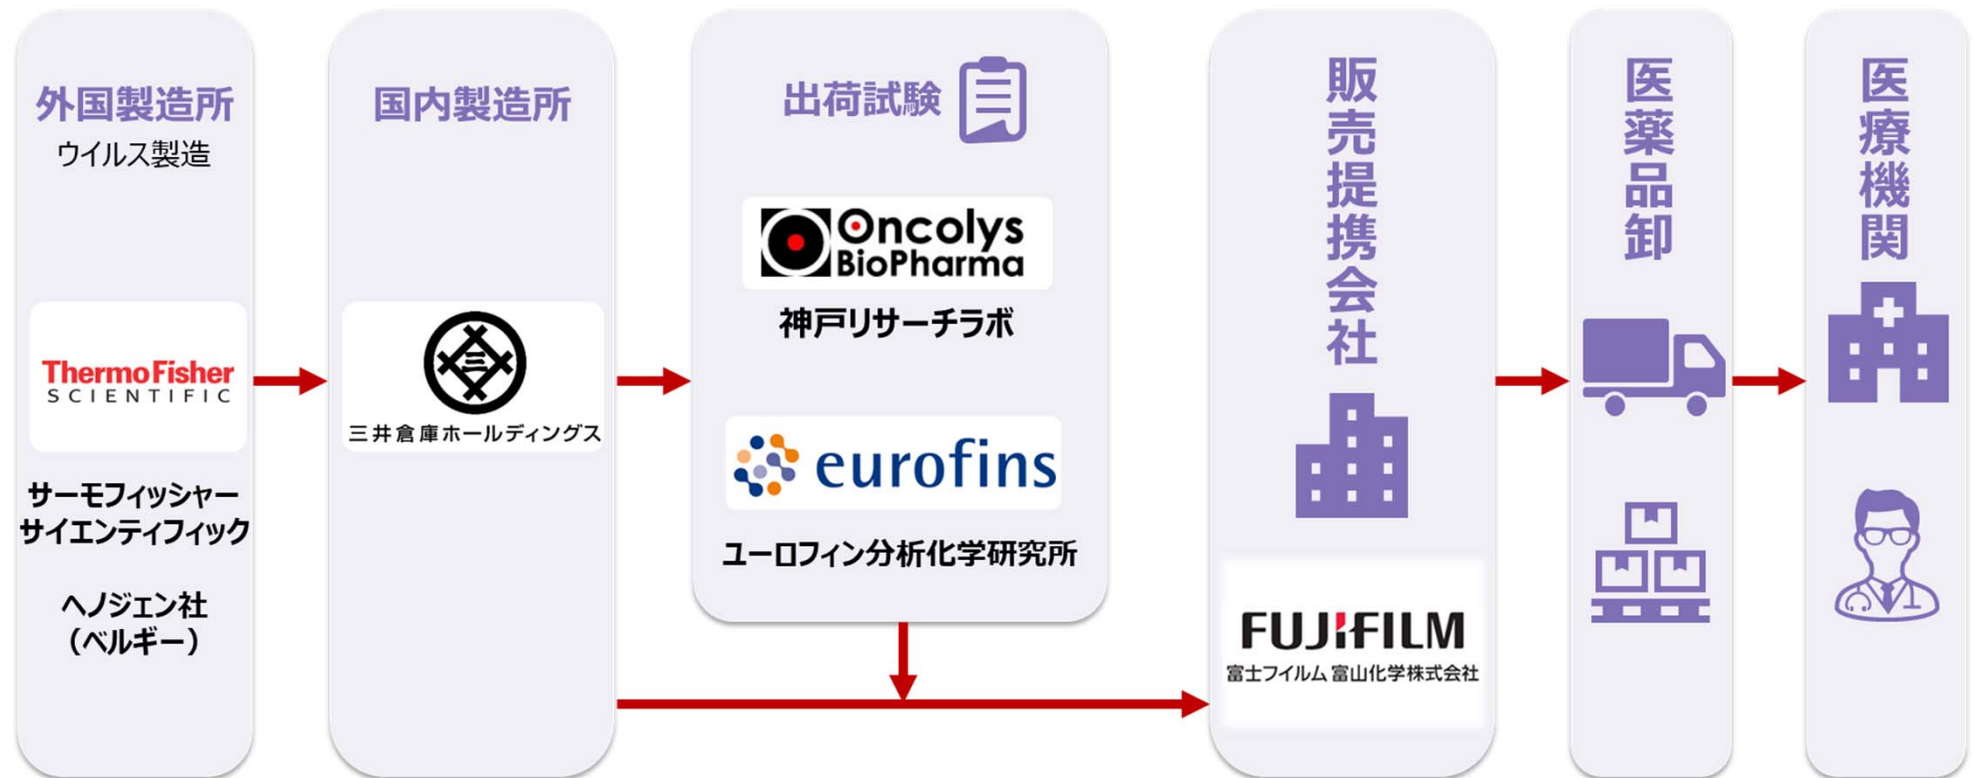 外国製造所
ウイルス製造
ThermoFisher
SCIENTIFIC
サーモフィッシャー
サイエンティフィック
ヘノジェン社
（ベルギー）
国内製造所
三
三井倉庫ホールディングス
出荷試験
Oncolys
BioPharma
神戸リサーチラボ
eurofins
ユーロフィン分析化学研究所
販売提携会社
FUJIFILM
富士フイルム 富山化学株式会社
医薬品卸
医療機関